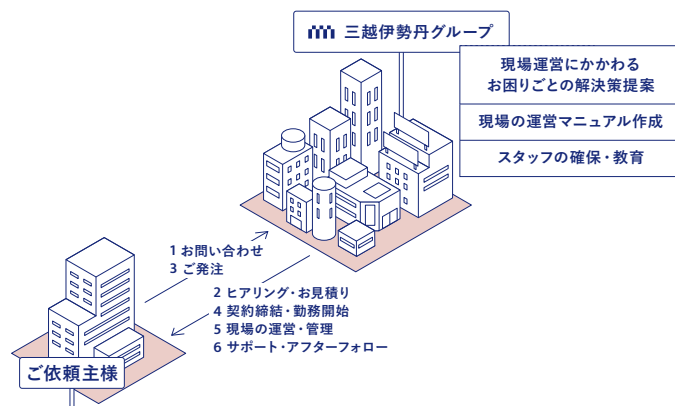 三越伊勢丹グループ
現場運営にかかわる
お困りごとの解決策提案
現場の運営マニュアル作成
スタッフの確保・教育
1 お問い合わせ
3 ご発注
2 ヒアリング・お見積り
4 契約締結・勤務開始
5 現場の運営・管理
6 サポート・アフターフォロー
ご依頼主様